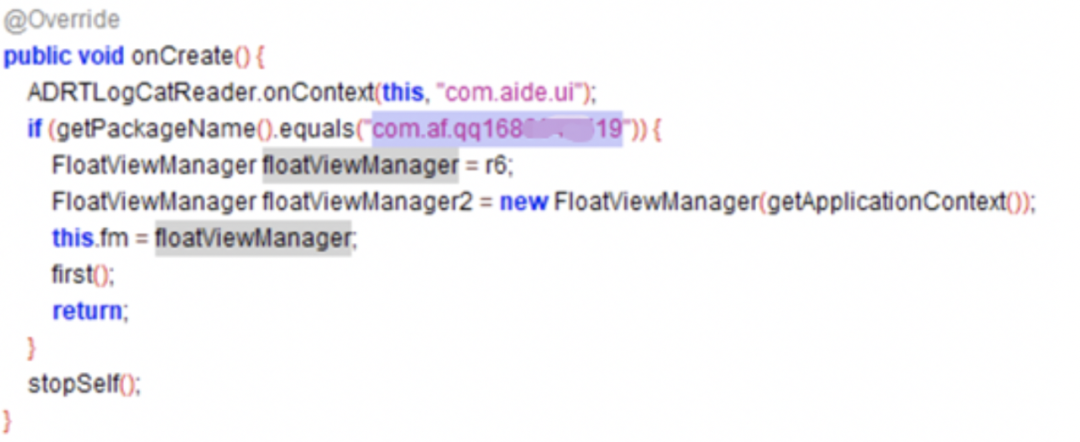 @Override
public void onCreate() {
ADRTLogCatReader.onContext(this, "com.aide.ui");
if (getPackageName().equals("com.af.qq168 19")) {
FloatViewManager floatViewManager = r6;
FloatViewManager floatViewManager2 = new FloatViewManager(getApplicationContext());
this.fm = floatViewManager;
first();
return;
}
stopSelf();
}